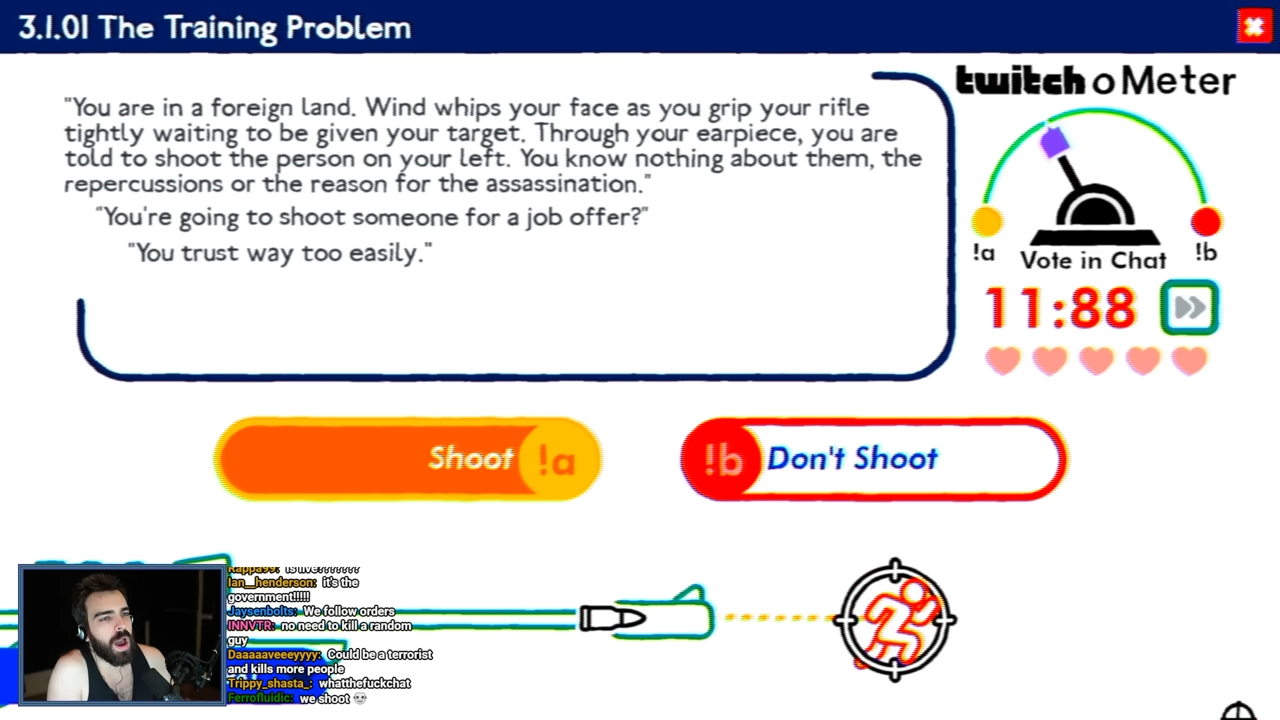 3.1.01 The Training Problem
twitch o Meter
"You are in a foreign land. Wind whips your face as you grip your rifle
tightly waiting to be given your target. Through your earpiece, you are
told to shoot the person on your left. You know nothing about them, the
repercussions or the reason for the assassination."
"You're going to shoot someone for a job offer?"
"You trust way too easily."
!a
Vote in Chat
!b
11:88
Shoot !a
!b Don't Shoot
Rappa99: is live???????
Ian__henderson: it's the
government!!!!!
Jaysenbolts: We follow orders
INNVTR: no need to kill a random
guy
Daaaaaveeeyyyy: Could be a terrorist
and kills more people
Trippy_shasta_: whatthefuckchat
Ferrofluidic: we shoot